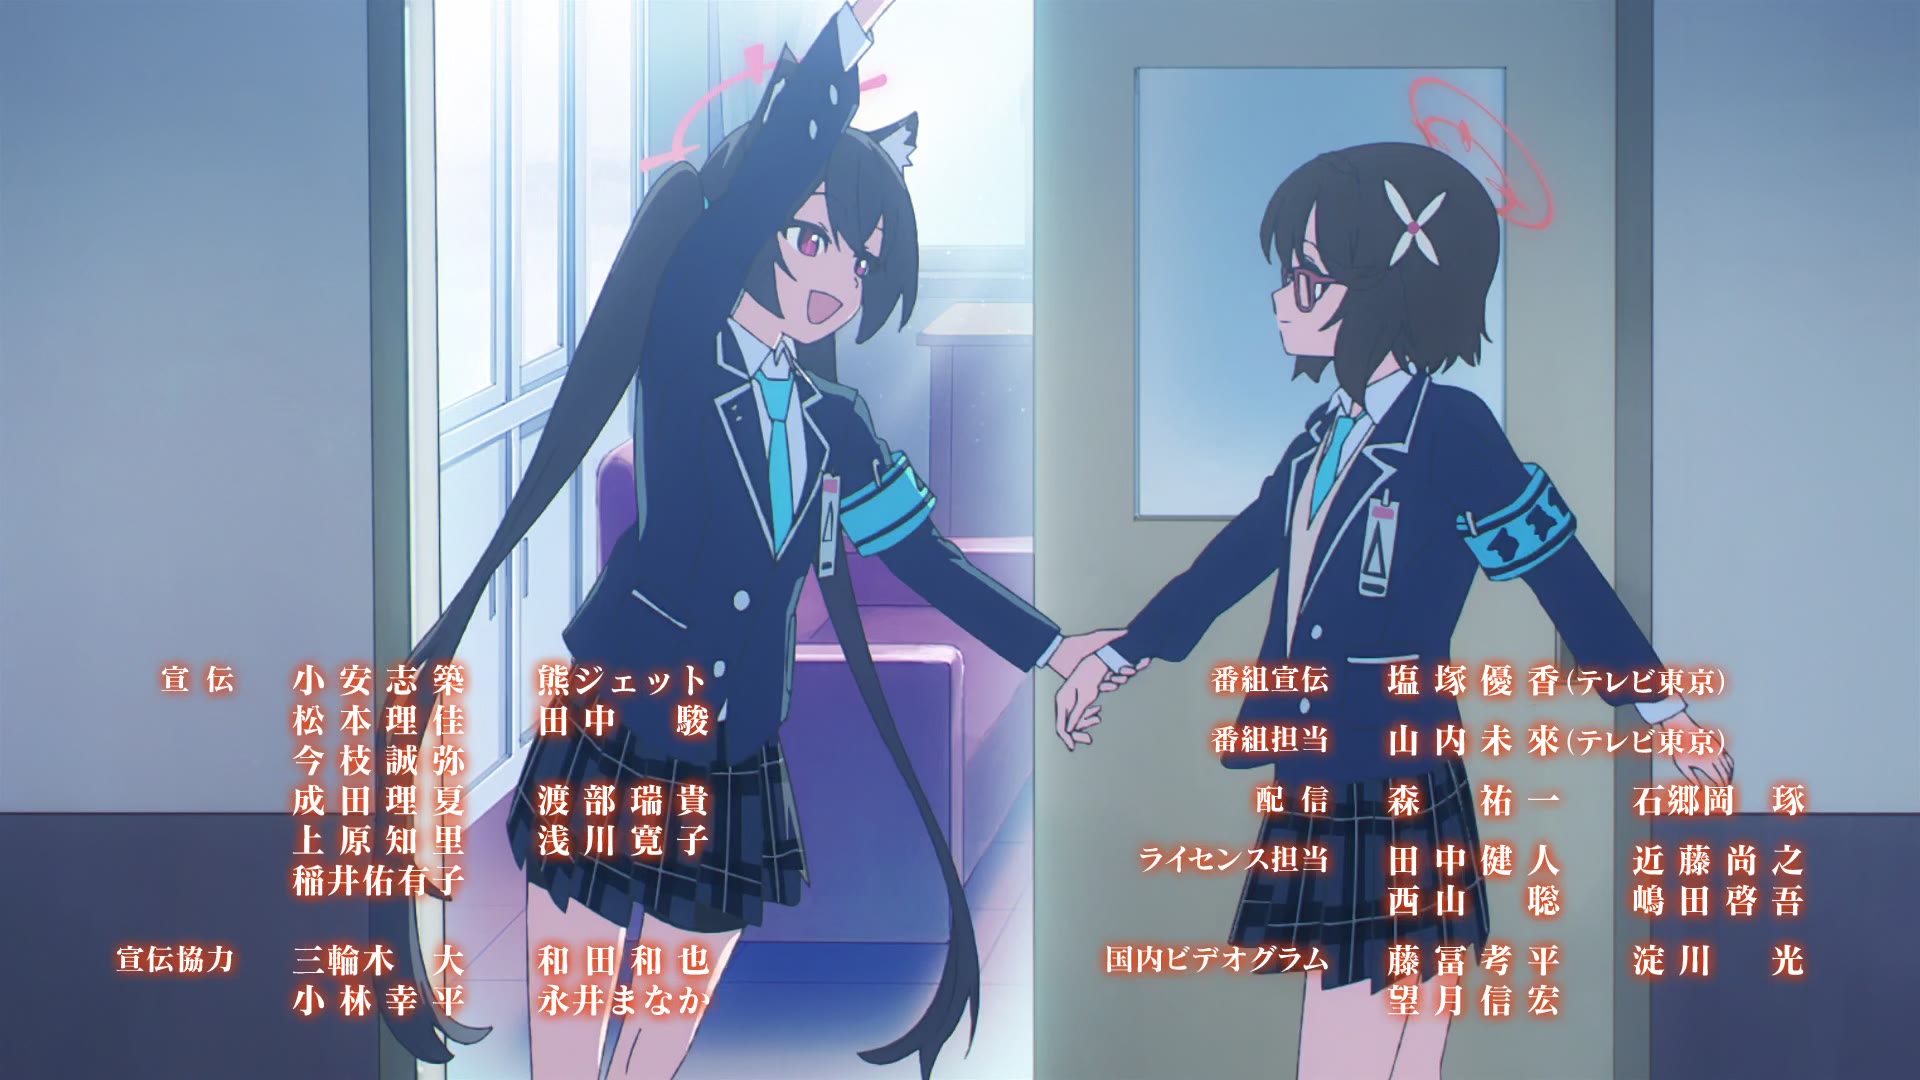 宣伝 小安志築 熊ジェット
松本理佳 田中 駿
今枝誠弥
成田理夏 渡部瑞貴
上原知里 浅川寛子
稲井佑有子
宣伝協力 三輪木 大 和田和也
小林幸平 永井まなか
番組宣伝 塩塚優香(テレビ東京)
番組担当 山内未來(テレビ東京)
配信 森 祐一 石郷岡 琢
ライセンス担当 田中健人 近藤尚之
西山 聡 嶋田啓吾
国内ビデオグラム 藤冨考平 淀川 光
望月信宏